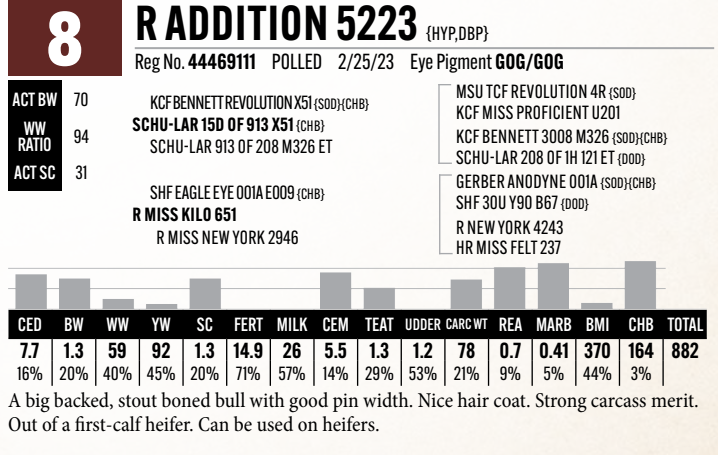 8
R ADDITION 5223 {HYP,DBP}
Reg No. 44469111 POLLED 2/25/23 Eye Pigment GOG/GOG
ACT BW 70
WW RATIO 94
ACT SC 31
KCF BENNETT REVOLUTION X51 {SOD}{CHB}
SCHU-LAR 15D OF 913 X51 {CHB}
SCHU-LAR 913 OF 208 M326 ET
SHF EAGLE EYE 001A E009 {CHB}
R MISS KILO 651
R MISS NEW YORK 2946
MSU TCF REVOLUTION 4R {SOD}
KCF MISS PROFICIENT U201
KCF BENNETT 3008 M326 {SOD}{CHB}
SCHU-LAR 208 OF 1H 121 ET {DOD}
GERBER ANODYNE 001A {SOD}{CHB}
SHF 30U Y90 B67 {DOD}
R NEW YORK 4243
HR MISS FELT 237
CED BW WW YW SC FERT MILK CEM TEAT UDDER CARC WT REA MARB BMI CHB TOTAL
7.7 1.3 59 92 1.3 14.9 26 5.5 1.3 1.2 78 0.7 0.41 370 164 882
16% 20% 40% 45% 20% 71% 57% 14% 29% 53% 21% 9% 5% 44% 3%
A big backed, stout boned bull with good pin width. Nice hair coat. Strong carcass merit.
Out of a first-calf heifer. Can be used on heifers.